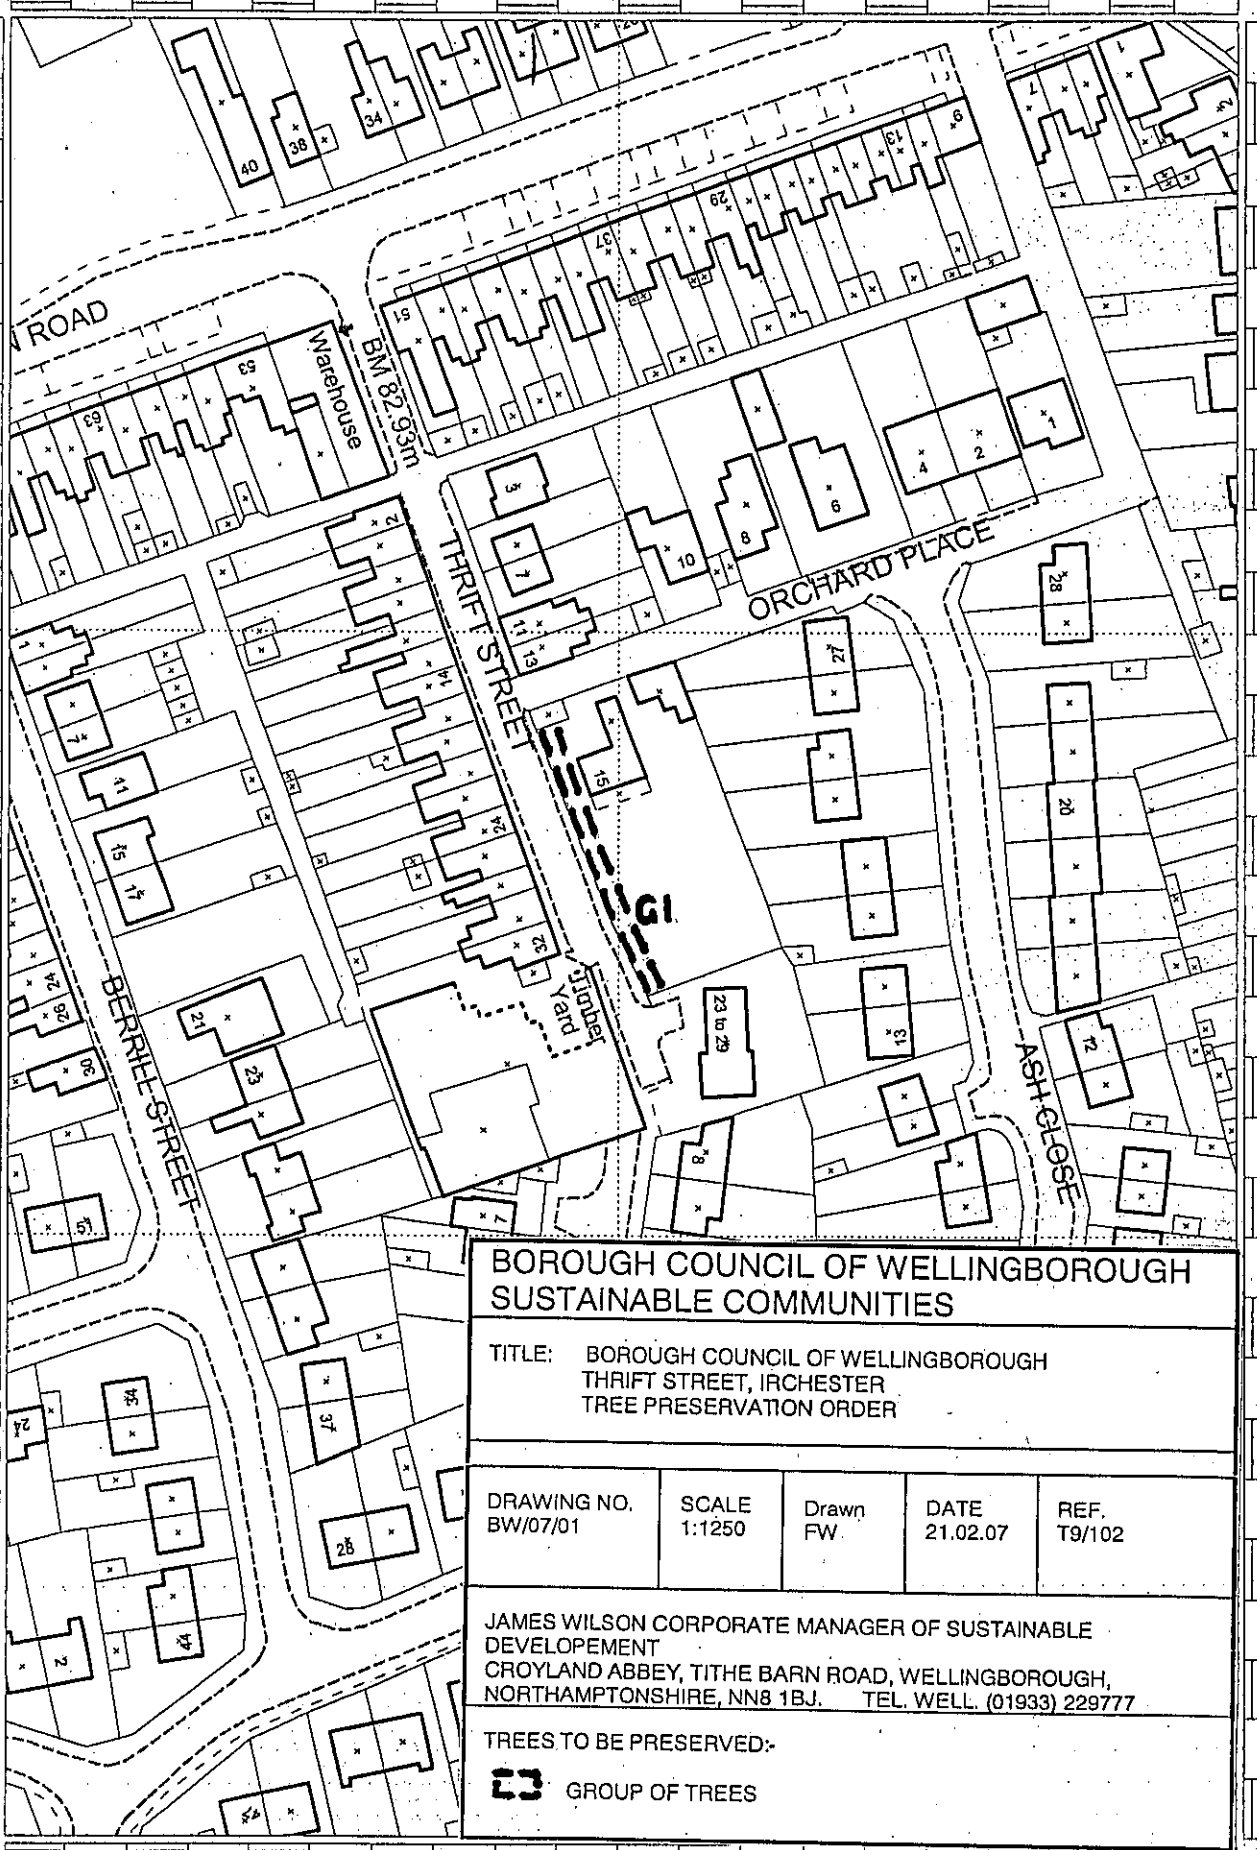 40
38
34
1
7
2
9
13
29
37
51
N ROAD
53
63
Warehouse
BM 82.93m
1
2
4
6
8
10
3
7
11
13
THRIFT STREET
ORCHARD PLACE
2
14
24
32
15
G1
Timber
Yard
23 to 29
27
28
20
13
12
ASH CLOSE
1
7
11
15
17
21
23
24
26
30
BERRILL STREET
51
8
7
34
24
37
28
44
2
BOROUGH COUNCIL OF WELLINGBOROUGH
SUSTAINABLE COMMUNITIES
TITLE: BOROUGH COUNCIL OF WELLINGBOROUGH
THRIFT STREET, IRCHESTER
TREE PRESERVATION ORDER
DRAWING NO. SCALE Drawn DATE REF.
BW/07/01 1:1250 FW. 21.02.07 T9/102
JAMES WILSON CORPORATE MANAGER OF SUSTAINABLE
DEVELOPEMENT
CROYLAND ABBEY, TITHE BARN ROAD, WELLINGBOROUGH,
NORTHAMPTONSHIRE, NN8 1BJ. TEL. WELL. (01933) 229777
TREES TO BE PRESERVED:-
GROUP OF TREES